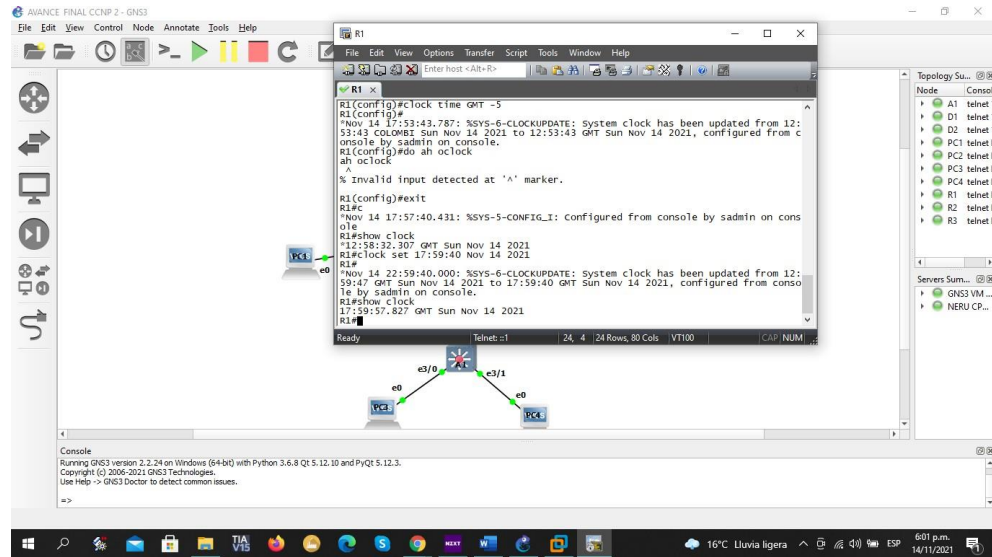 AVANCE FINAL CCNP 2 - GNS3
File Edit View Control Node Annotate Tools Help
R1
File Edit View Options Transfer Script Tools Window Help
Enter host <Alt+R>
R1
R1(config)#clock time GMT -5
R1(config)#
*Nov 14 17:53:43.787: %SYS-6-CLOCKUPDATE: System clock has been updated from 12:
53:43 COLOMBI Sun Nov 14 2021 to 12:53:43 GMT Sun Nov 14 2021, configured from c
onsole by sadmin on console.
R1(config)#do ah oclock
ah oclock
^
% Invalid input detected at '^' marker.
R1(config)#exit
R1#c
*Nov 14 17:57:40.431: %SYS-5-CONFIG_I: Configured from console by sadmin on cons
ole
R1#show clock
*12:58:32.307 GMT Sun Nov 14 2021
R1#clock set 17:59:40 Nov 14 2021
R1#
*Nov 14 22:59:40.000: %SYS-6-CLOCKUPDATE: System clock has been updated from 12:
59:47 GMT Sun Nov 14 2021 to 17:59:40 GMT Sun Nov 14 2021, configured from conso
le by sadmin on console.
R1#show clock
17:59:57.827 GMT Sun Nov 14 2021
R1#
Ready Telnet: ::1 24, 4 24 Rows, 80 Cols VT100 CAP NUM
Topology Su...
Node Consol
A1 telnet
D1 telnet
D2 telnet
PC1 telnet
PC2 telnet
PC3 telnet
PC4 telnet
R1 telnet
R2 telnet
R3 telnet
Servers Sum...
GNS3 VM ...
NERU CP...
PC1
e0
A1
e3/0
e3/1
e0
e0
PC3
PC4
Console
Running GNS3 version 2.2.24 on Windows (64-bit) with Python 3.6.8 Qt 5.12.10 and PyQt 5.12.3.
Copyright (c) 2006-2021 GNS3 Technologies.
Use Help -> GNS3 Doctor to detect common issues.
=>
TIA
V15
NEXT
16°C Lluvia ligera
ESP
6:01 p.m.
14/11/2021